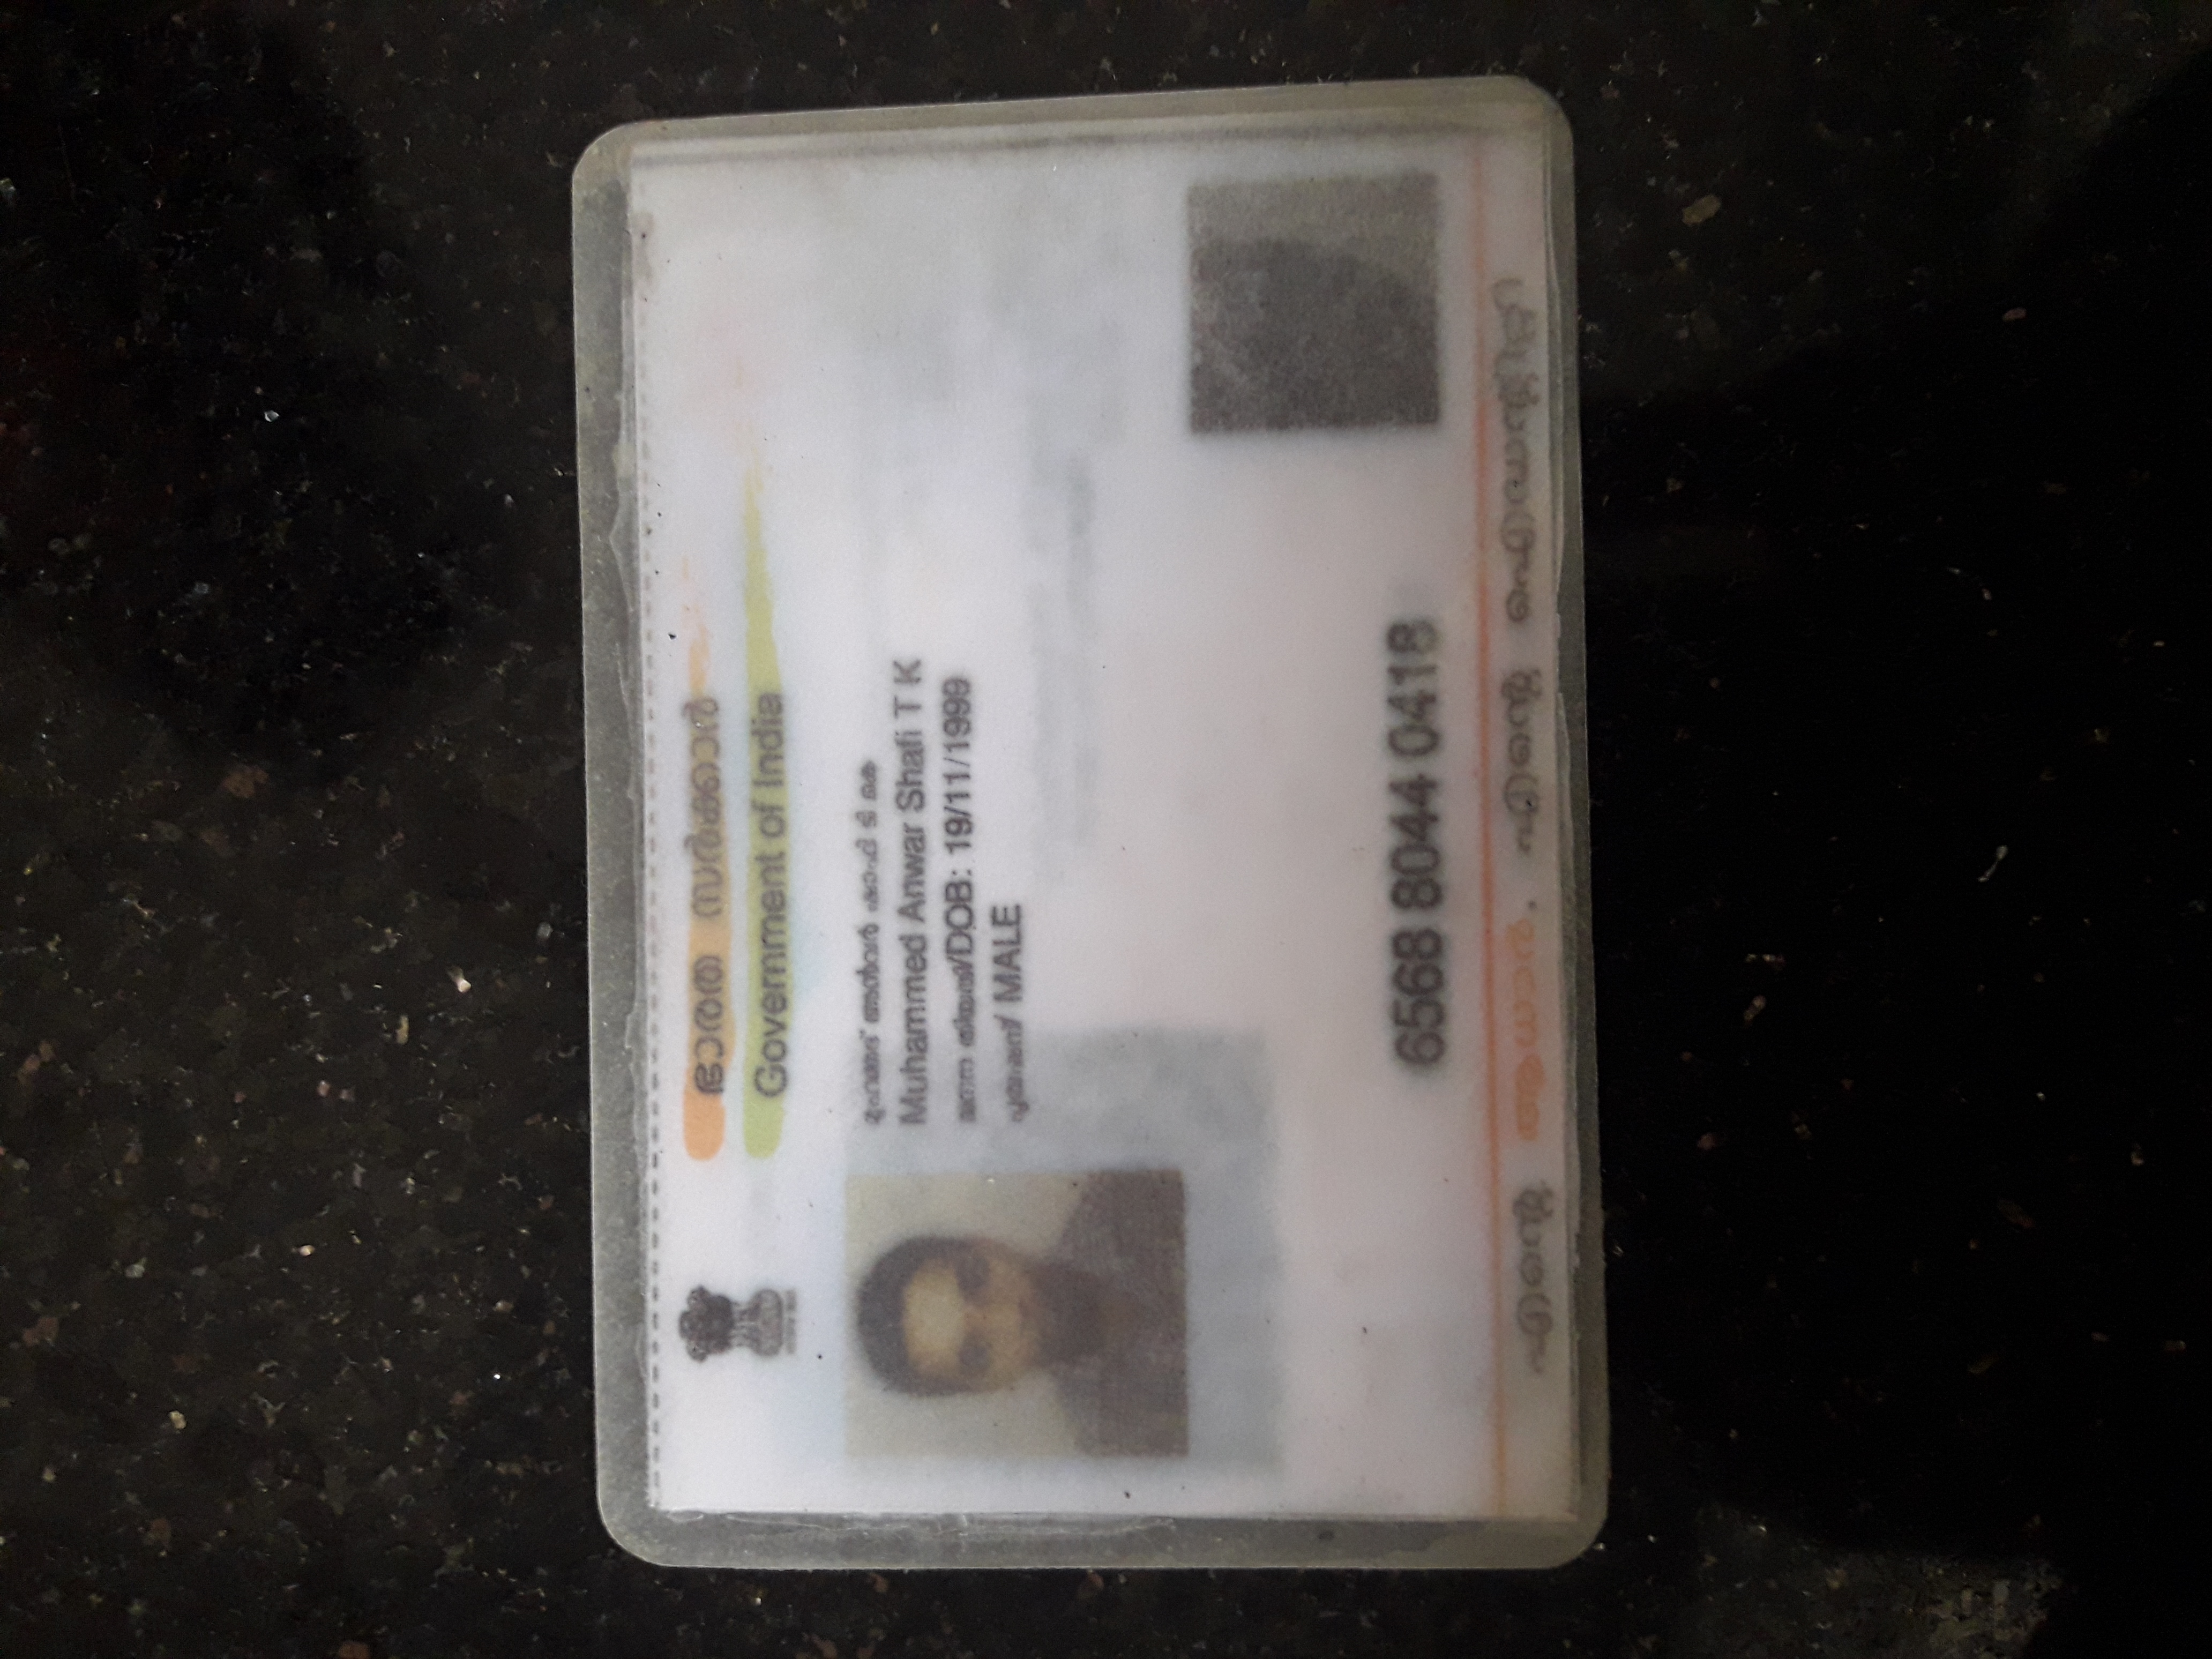 ഭാരത സർക്കാർ
Government of India
മുഹമ്മദ് അൻവർ ഷാഫി ടി കെ
Muhammed Anwar Shafi T K
ജനന തിയതി/DOB: 19/11/1999
പുരുഷൻ/ MALE
6568 8044 0418
എന്റെ ആധാർ, എന്റെ ഐഡന്റിറ്റി